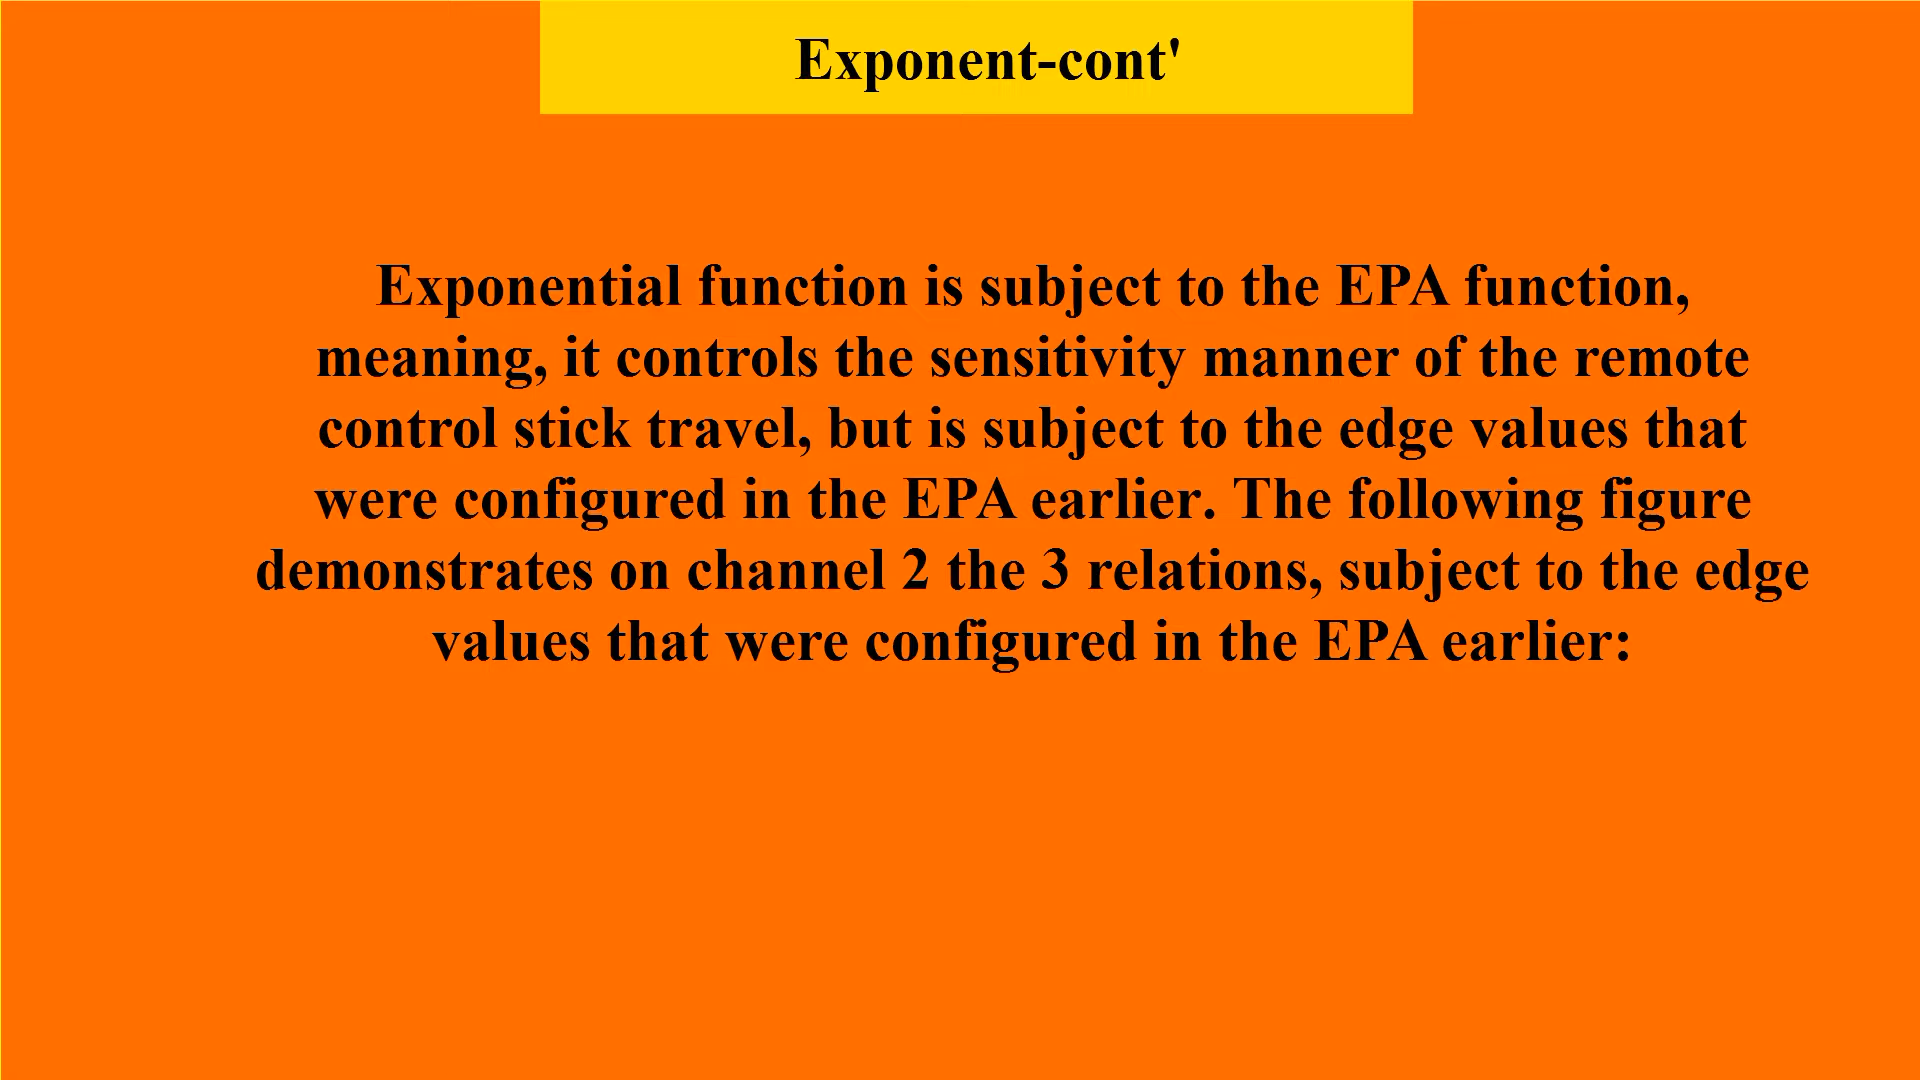 Exponent-cont'
Exponential function is subject to the EPA function,
meaning, it controls the sensitivity manner of the remote
control stick travel, but is subject to the edge values that
were configured in the EPA earlier. The following figure
demonstrates on channel 2 the 3 relations, subject to the edge
values that were configured in the EPA earlier: